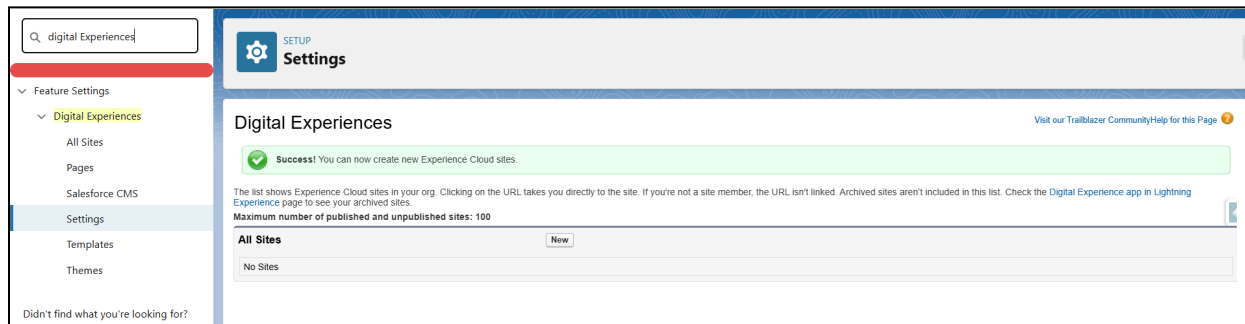 digital Experiences
Feature Settings
Digital Experiences
All Sites
Pages
Salesforce CMS
Settings
Templates
Themes
Didn't find what you're looking for?
SETUP
Settings
Digital Experiences
Visit our Trailblazer CommunityHelp for this Page ?
Success! You can now create new Experience Cloud sites.
The list shows Experience Cloud sites in your org. Clicking on the URL takes you directly to the site. If you're not a site member, the URL isn't linked. Archived sites aren't included in this list. Check the Digital Experience app in Lightning
Experience page to see your archived sites.
Maximum number of published and unpublished sites: 100
All Sites New
No Sites